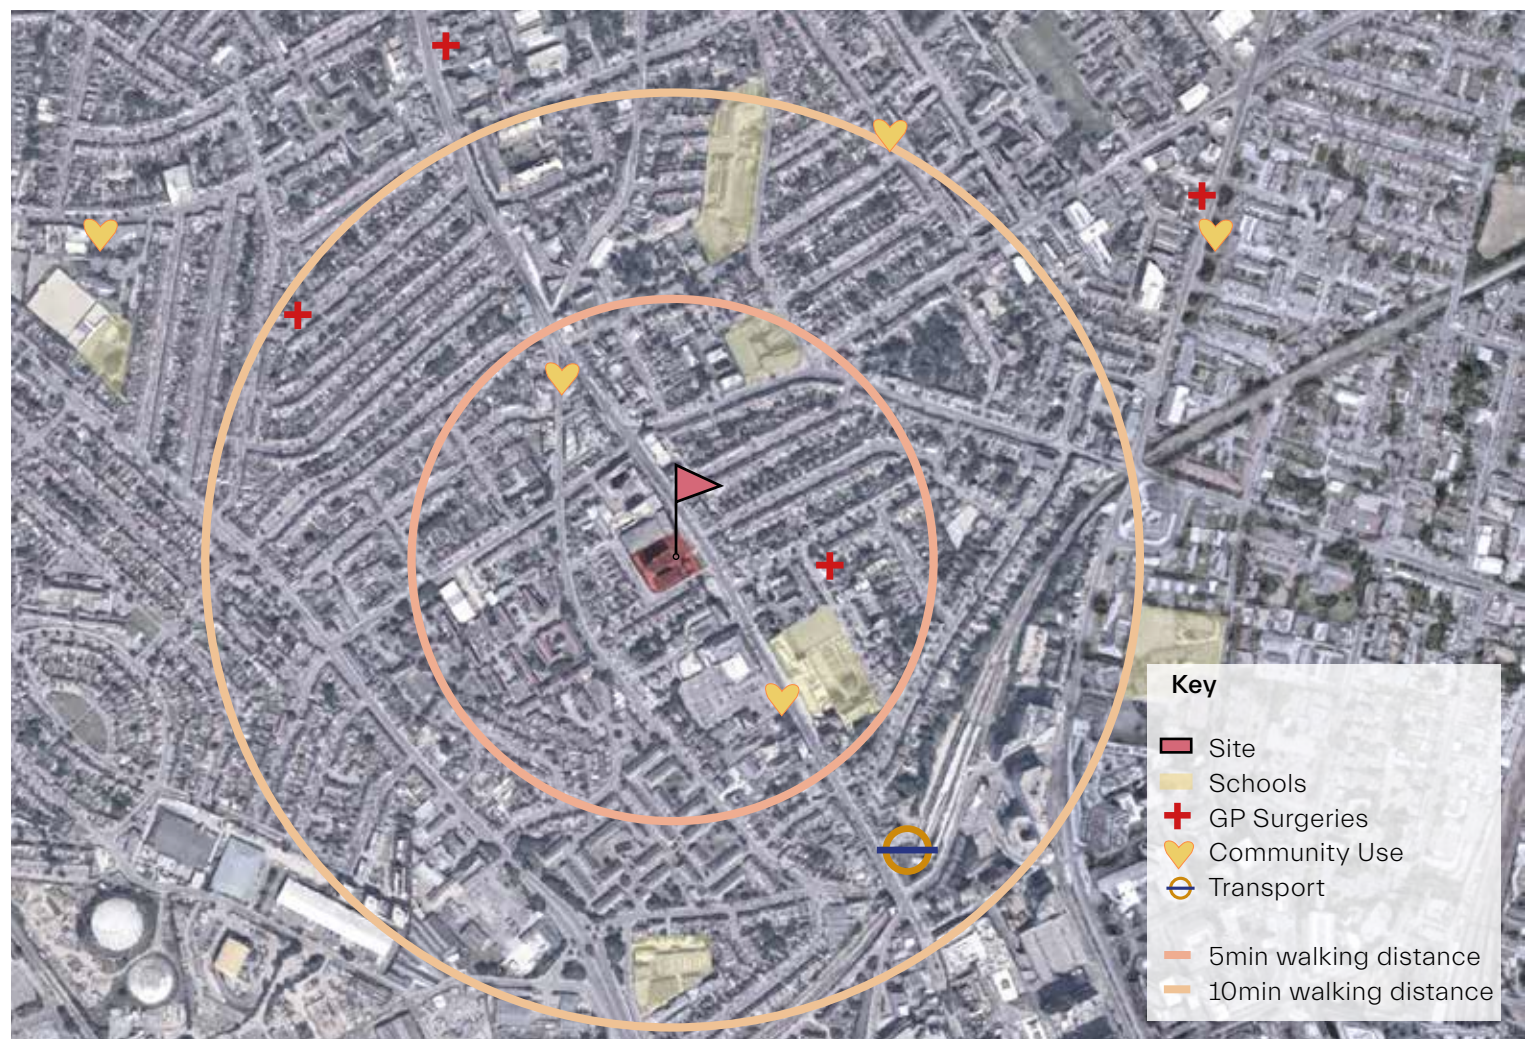 Key
Site
Schools
GP Surgeries
Community Use
Transport
5min walking distance
10min walking distance